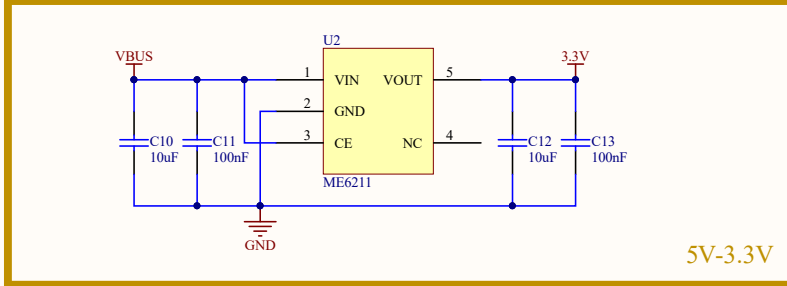 U2
VBUS
3.3V
1 VIN VOUT 5
2 GND
3 CE NC 4
C10 10uF
C11 100nF
C12 10uF
C13 100nF
ME6211
GND
5V-3.3V